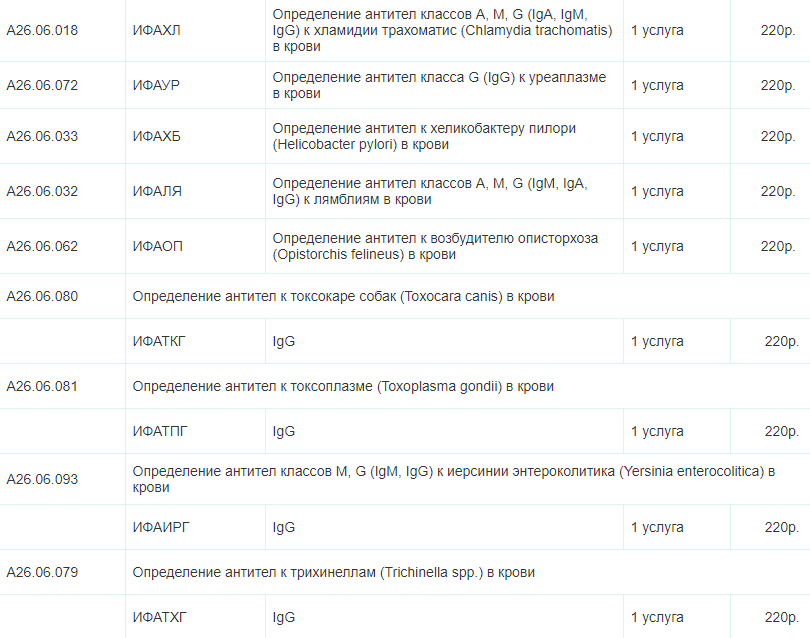 A26.06.018 ИФАХЛ Определение антител классов A, M, G (IgA, IgM,
IgG) к хламидии трахоматис (Chlamydia trachomatis)
в крови 1 услуга 220р.
A26.06.072 ИФАУР Определение антител класса G (IgG) к уреаплазме
в крови 1 услуга 220р.
A26.06.033 ИФАХБ Определение антител к хеликобактеру пилори
(Helicobacter pylori) в крови 1 услуга 220р.
A26.06.032 ИФАЛЯ Определение антител классов A, M, G (IgM, IgA,
IgG) к лямблиям в крови 1 услуга 220р.
A26.06.062 ИФАОП Определение антител к возбудителю описторхоза
(Opistorchis felineus) в крови 1 услуга 220р.
A26.06.080 Определение антител к токсокаре собак (Toxocara canis) в крови
ИФАТКГ IgG 1 услуга 220р.
A26.06.081 Определение антител к токсоплазме (Toxoplasma gondii) в крови
ИФАТПГ IgG 1 услуга 220р.
A26.06.093 Определение антител классов M, G (IgM, IgG) к иерсинии энтероколитика (Yersinia enterocolitica) в
крови
ИФАИРГ IgG 1 услуга 220р.
A26.06.079 Определение антител к трихинеллам (Trichinella spp.) в крови
ИФАТХГ IgG 1 услуга 220р.